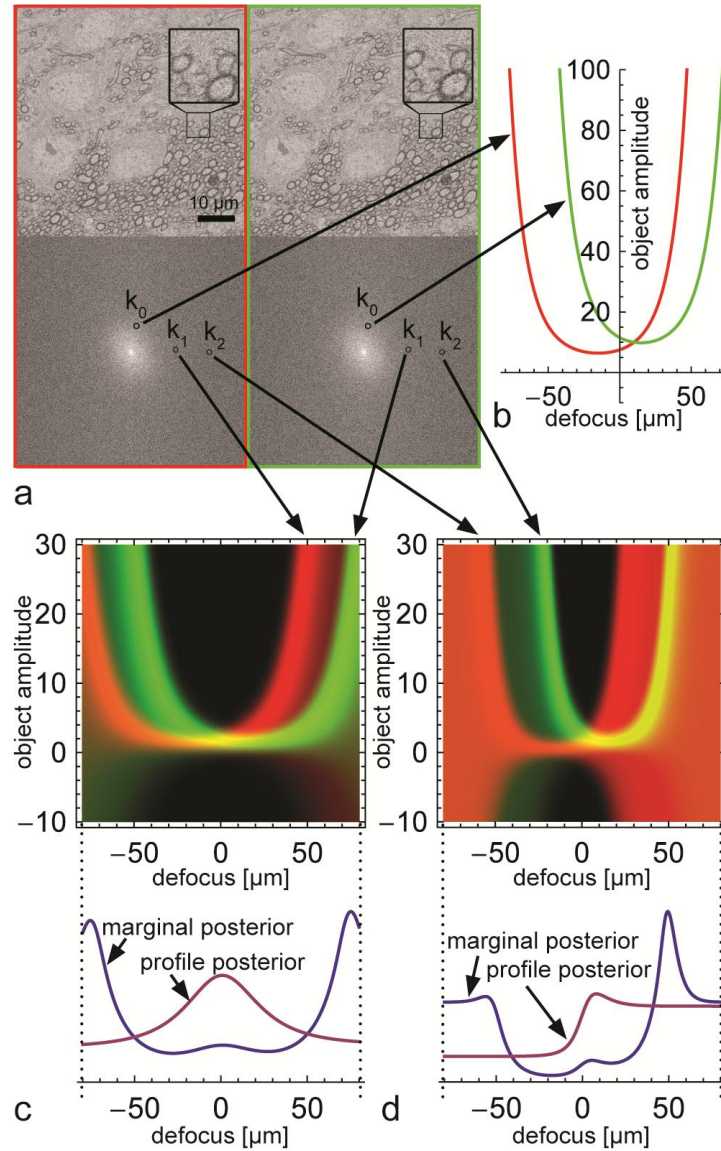 10 µm
k0
k1
k2
k0
k1
k2
a
100
80
60
40
20
object amplitude
−50
0
50
defocus [µm]
b
30
20
10
0
−10
object amplitude
−50
0
50
defocus [µm]
30
20
10
0
−10
object amplitude
−50
0
50
defocus [µm]
marginal posterior
profile posterior
−50
0
50
defocus [µm]
c
marginal posterior
profile posterior
−50
0
50
defocus [µm]
d